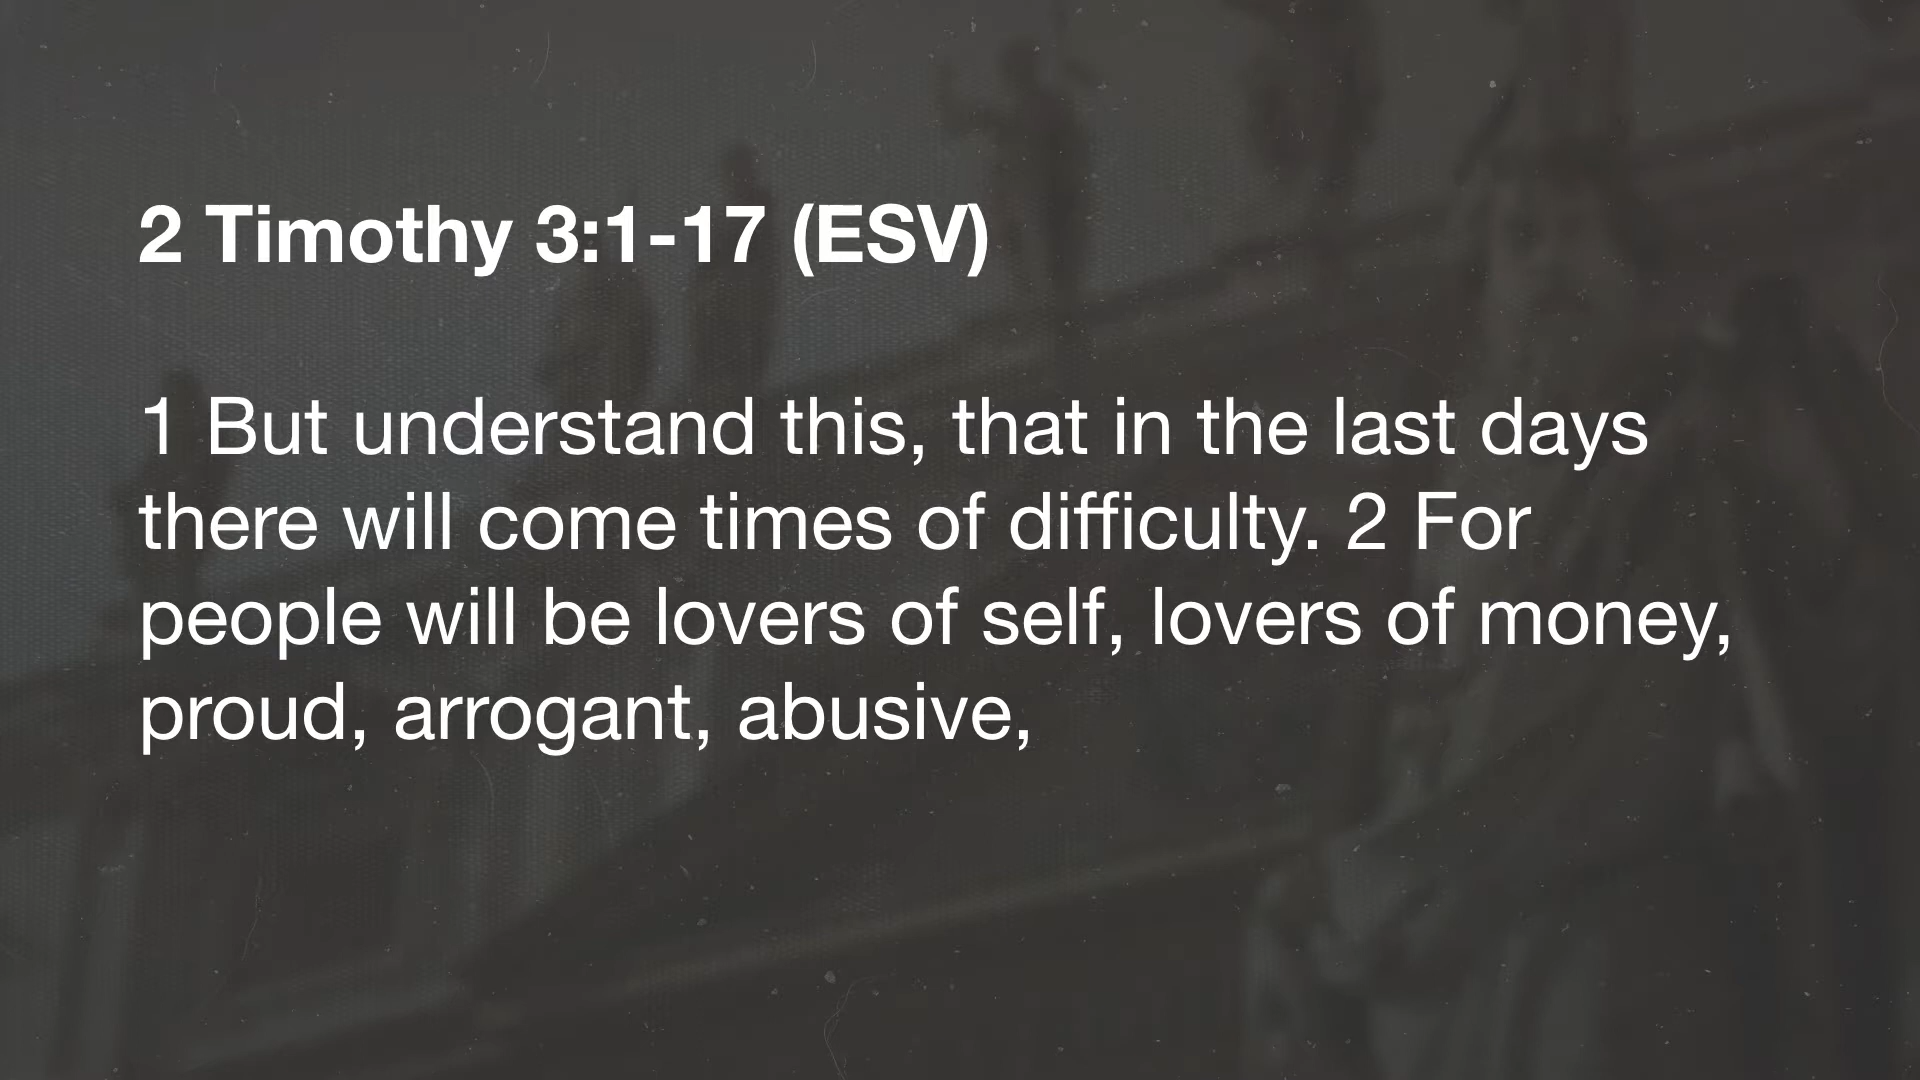 2 Timothy 3:1-17 (ESV)
1 But understand this, that in the last days
there will come times of difficulty. 2 For
people will be lovers of self, lovers of money,
proud, arrogant, abusive,